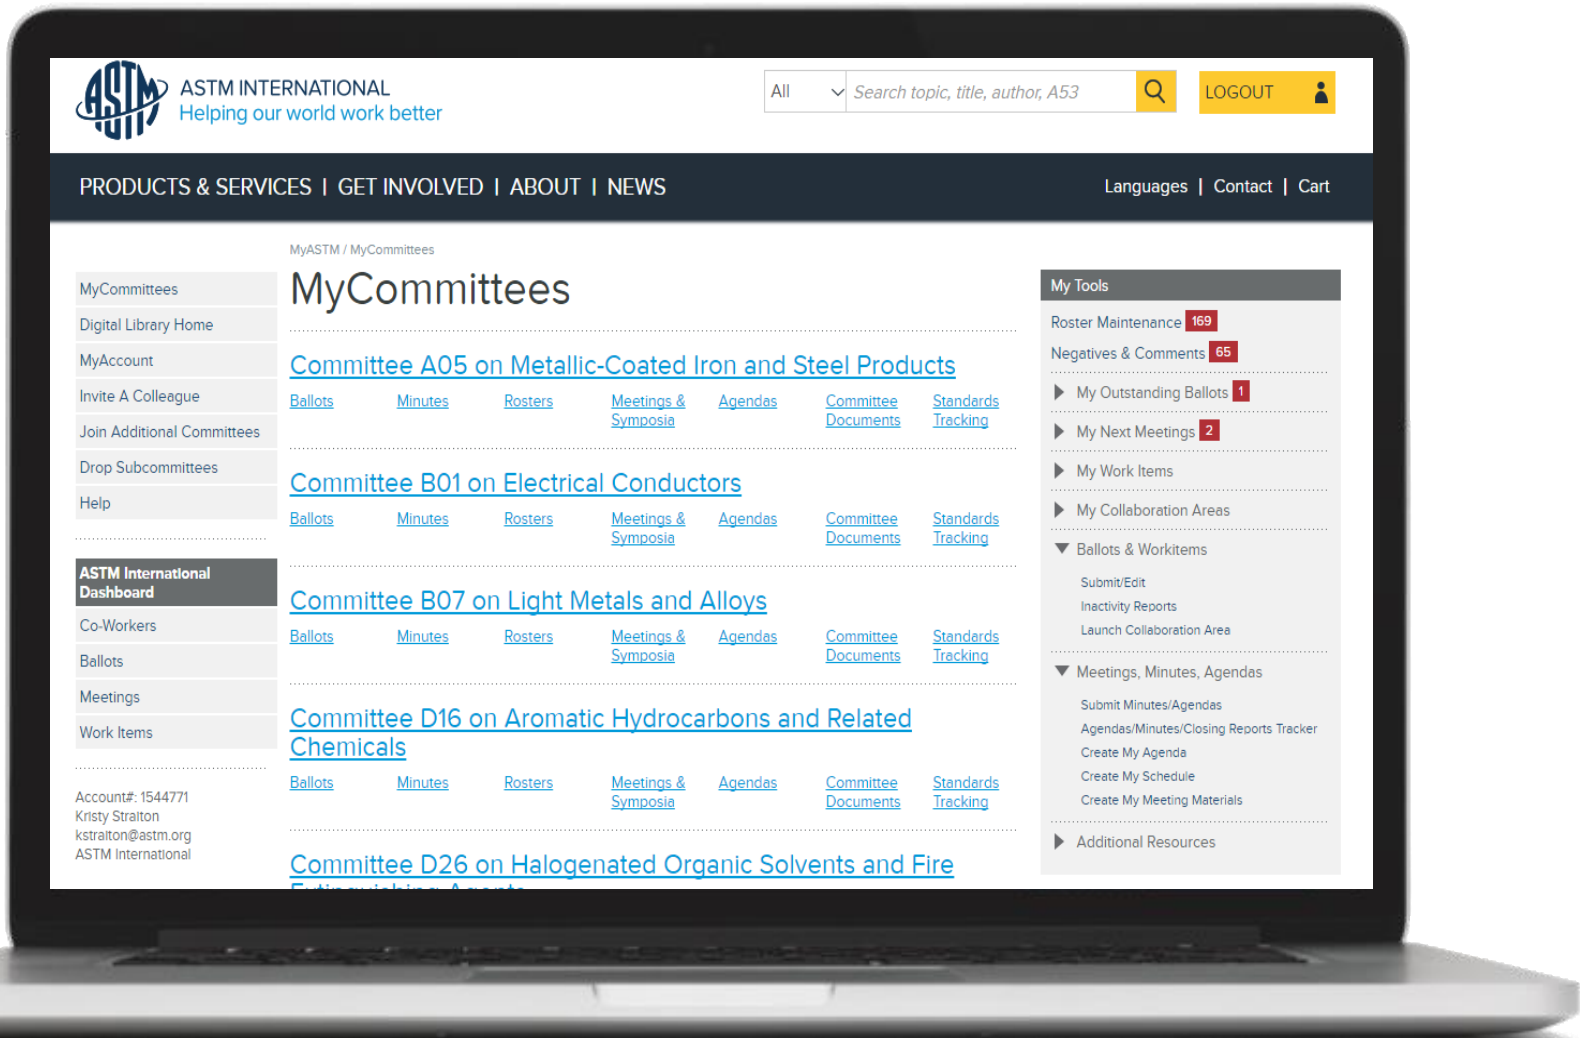 ASTM
ASTM INTERNATIONAL
Helping our world work better
All
Search topic, title, author, A53
LOGOUT
PRODUCTS & SERVICES | GET INVOLVED | ABOUT | NEWS
Languages | Contact | Cart
MyCommittees
Digital Library Home
MyAccount
Invite A Colleague
Join Additional Committees
Drop Subcommittees
Help
ASTM International
Dashboard
Co-Workers
Ballots
Meetings
Work Items
Account#: 1544771
Kristy Straiton
kstraiton@astm.org
ASTM International
MyASTM / MyCommittees
MyCommittees
Committee A05 on Metallic-Coated Iron and Steel Products
Ballots Minutes Rosters Meetings & Agendas Committee Standards
Symposia Documents Tracking
Committee B01 on Electrical Conductors
Ballots Minutes Rosters Meetings & Agendas Committee Standards
Symposia Documents Tracking
Committee B07 on Light Metals and Alloys
Ballots Minutes Rosters Meetings & Agendas Committee Standards
Symposia Documents Tracking
Committee D16 on Aromatic Hydrocarbons and Related
Chemicals
Ballots Minutes Rosters Meetings & Agendas Committee Standards
Symposia Documents Tracking
Committee D26 on Halogenated Organic Solvents and Fire
Extinguishing Agents
My Tools
Roster Maintenance 169
Negatives & Comments 65
My Outstanding Ballots 1
My Next Meetings 2
My Work Items
My Collaboration Areas
Ballots & Workitems
Submit/Edit
Inactivity Reports
Launch Collaboration Area
Meetings, Minutes, Agendas
Submit Minutes/Agendas
Agendas/Minutes/Closing Reports Tracker
Create My Agenda
Create My Schedule
Create My Meeting Materials
Additional Resources